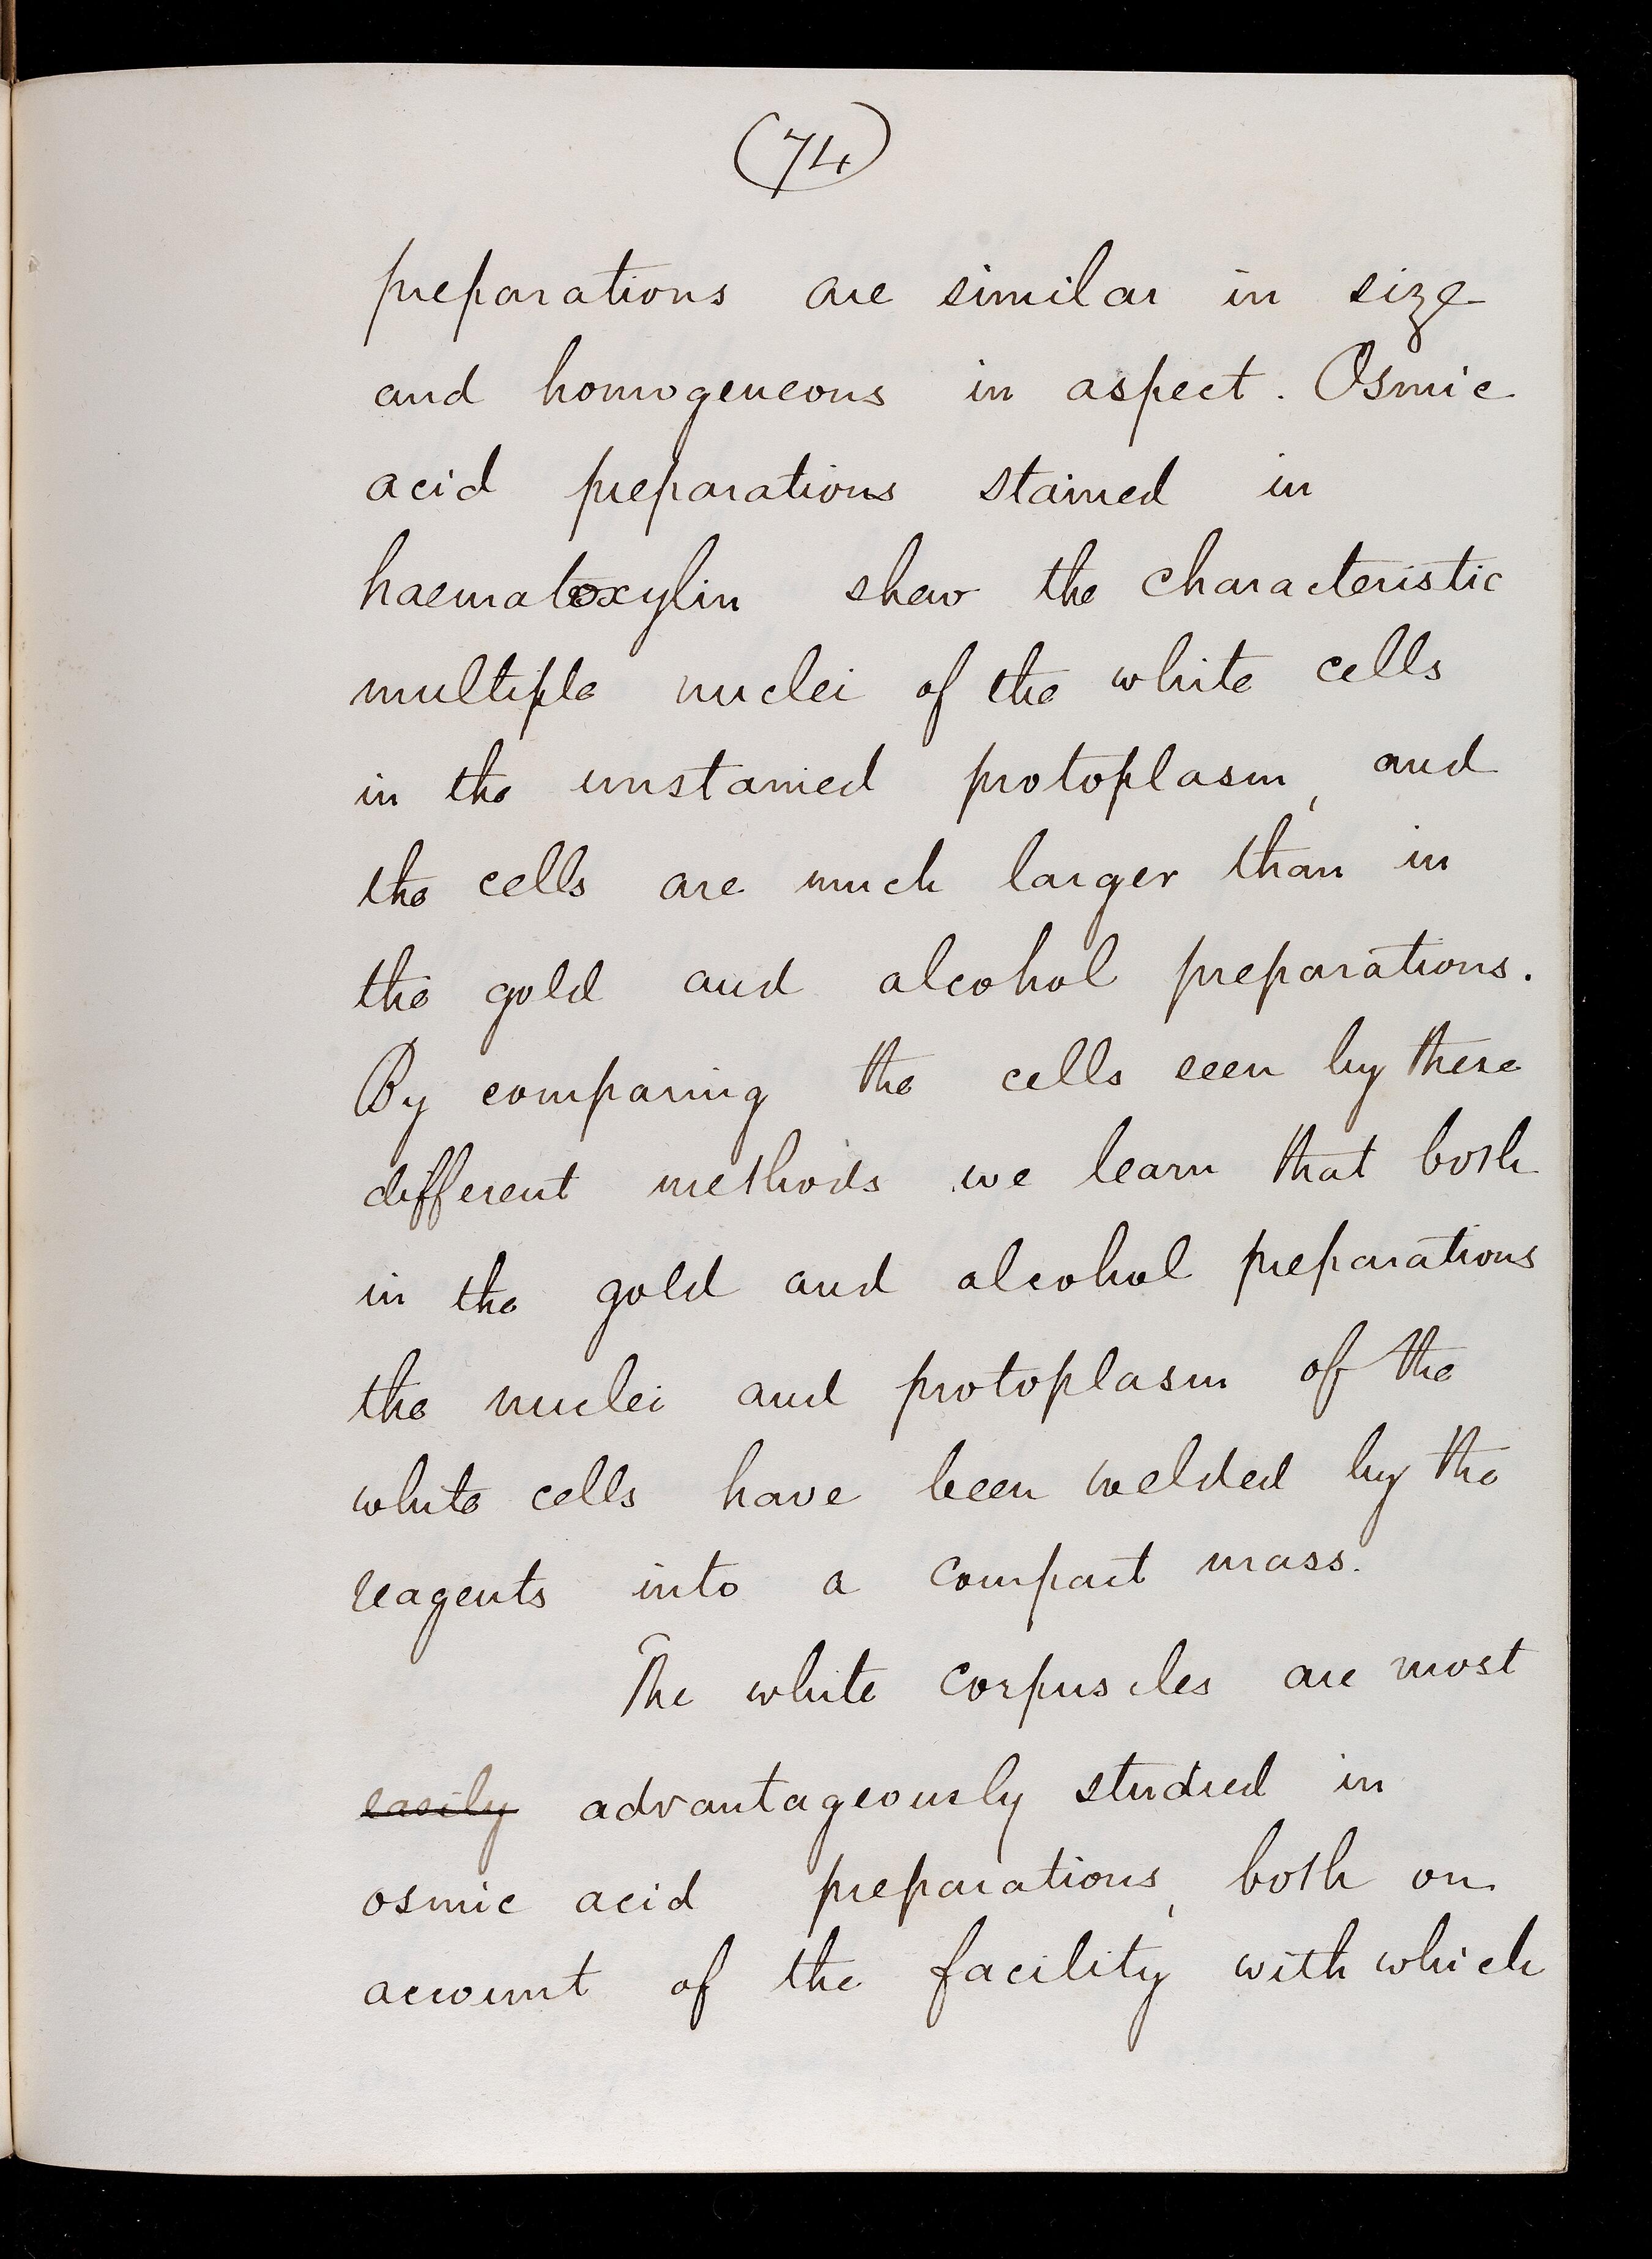 (74)
preparations are similar in size
and homogeneous in aspect. Osmic
acid preparations stained in
haematoxylin shew the characteristic
multiple nuclei of the white cells
in the unstained protoplasm, and
the cells are much larger than in
the gold and alcohol preparations.
By comparing the cells seen by these
different methods we learn that both
in the gold and alcohol preparations
the nuclei and protoplasm of the
white cells have been welded by the
reagents into a compact mass.
The white corpuscles are most
easily advantageously studied in
osmic acid preparations, both on
account of the facility with which